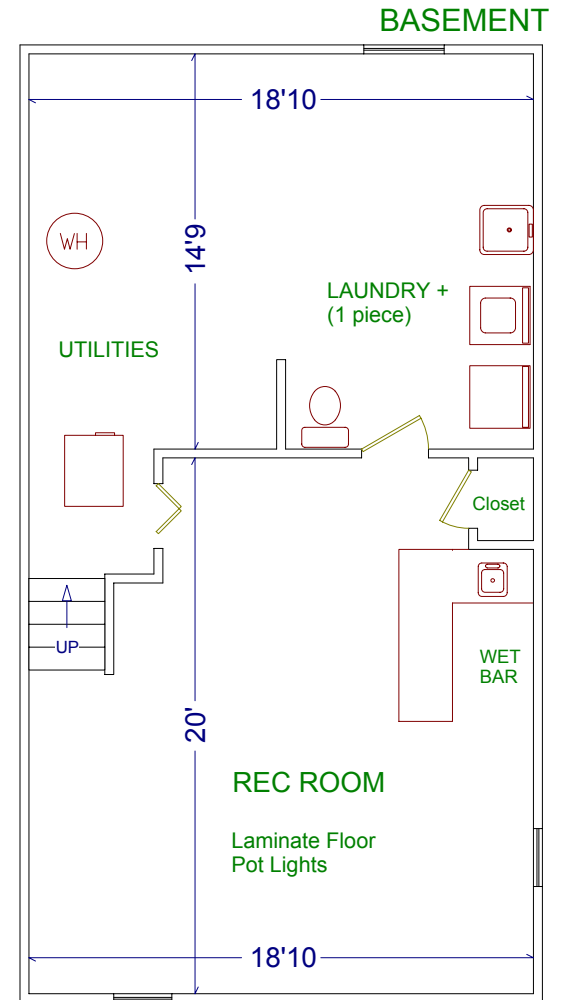 BASEMENT
18'10
WH
14'9
LAUNDRY +
(1 piece)
UTILITIES
Closet
UP
WET
BAR
20'
REC ROOM
Laminate Floor
Pot Lights
18'10